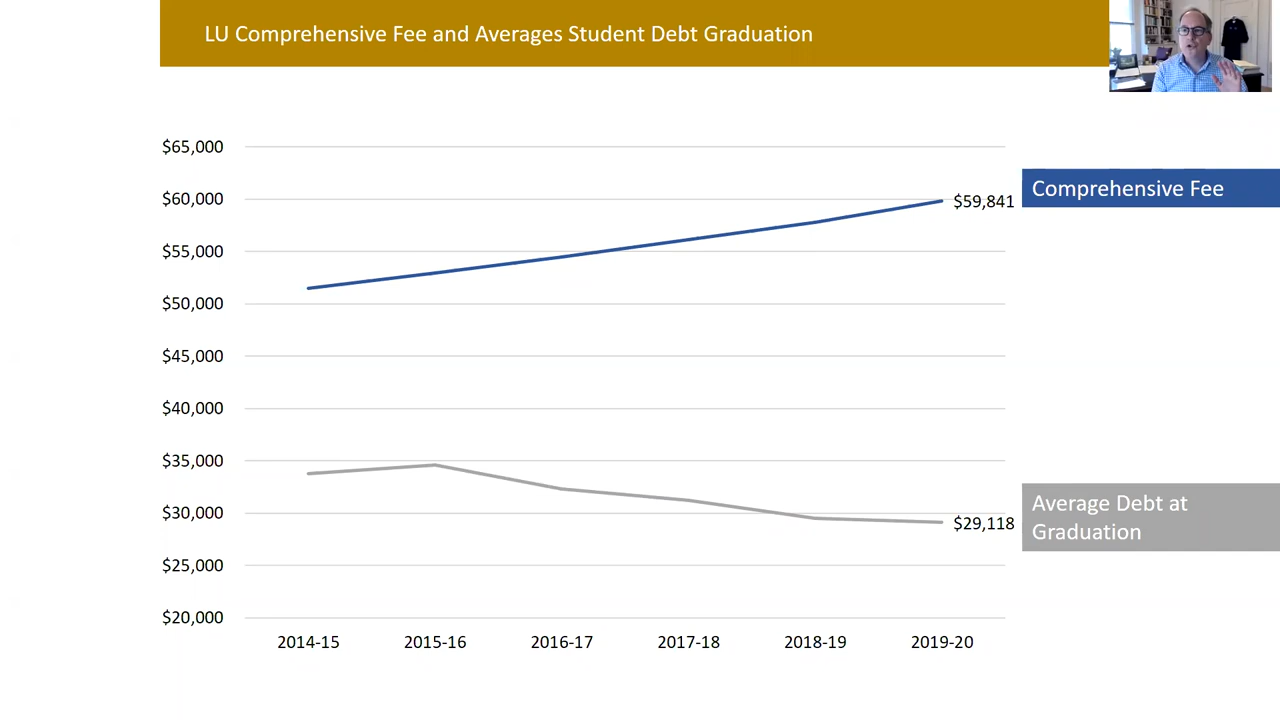 LU Comprehensive Fee and Averages Student Debt Graduation
$65,000
$60,000
$55,000
$50,000
$45,000
$40,000
$35,000
$30,000
$25,000
$20,000
$59,841
Comprehensive Fee
$29,118
Average Debt at
Graduation
2014-15 2015-16 2016-17 2017-18 2018-19 2019-20